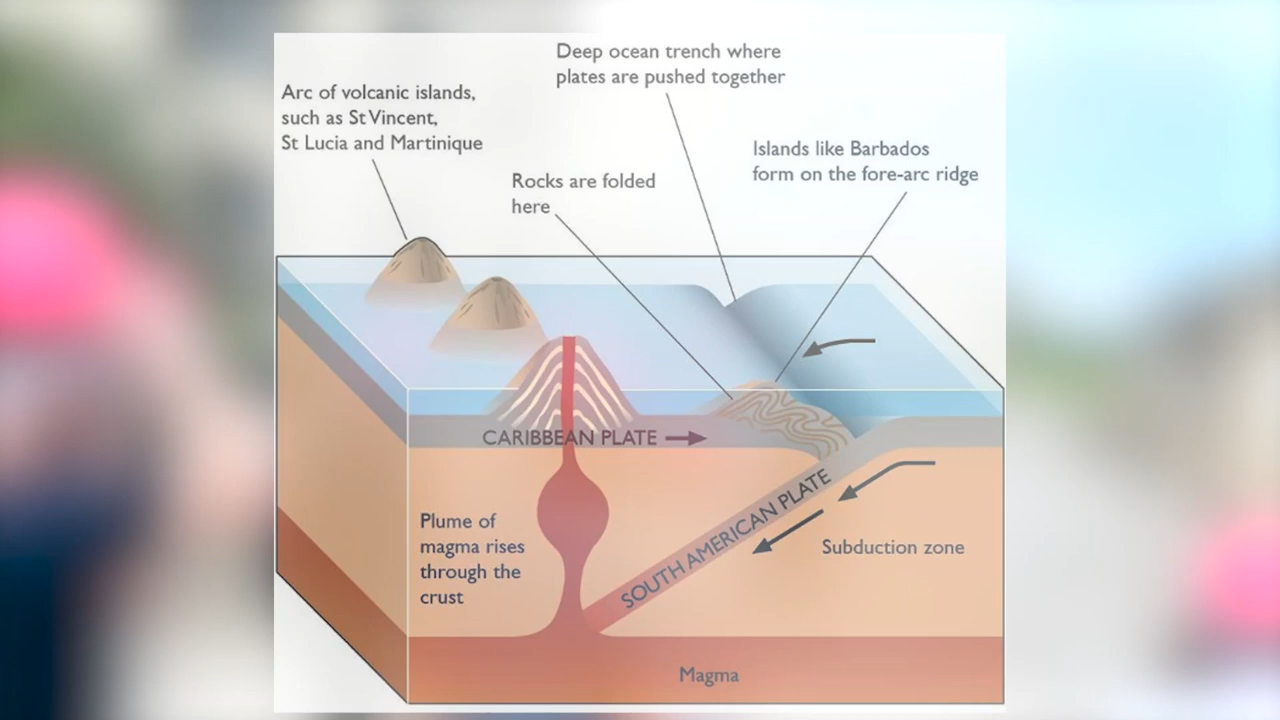 Deep ocean trench where
plates are pushed together
Arc of volcanic islands,
such as St Vincent,
St Lucia and Martinique
Islands like Barbados
form on the fore-arc ridge
Rocks are folded
here
CARIBBEAN PLATE
SOUTH AMERICAN PLATE
Plume of
magma rises
through the
crust
Subduction zone
Magma